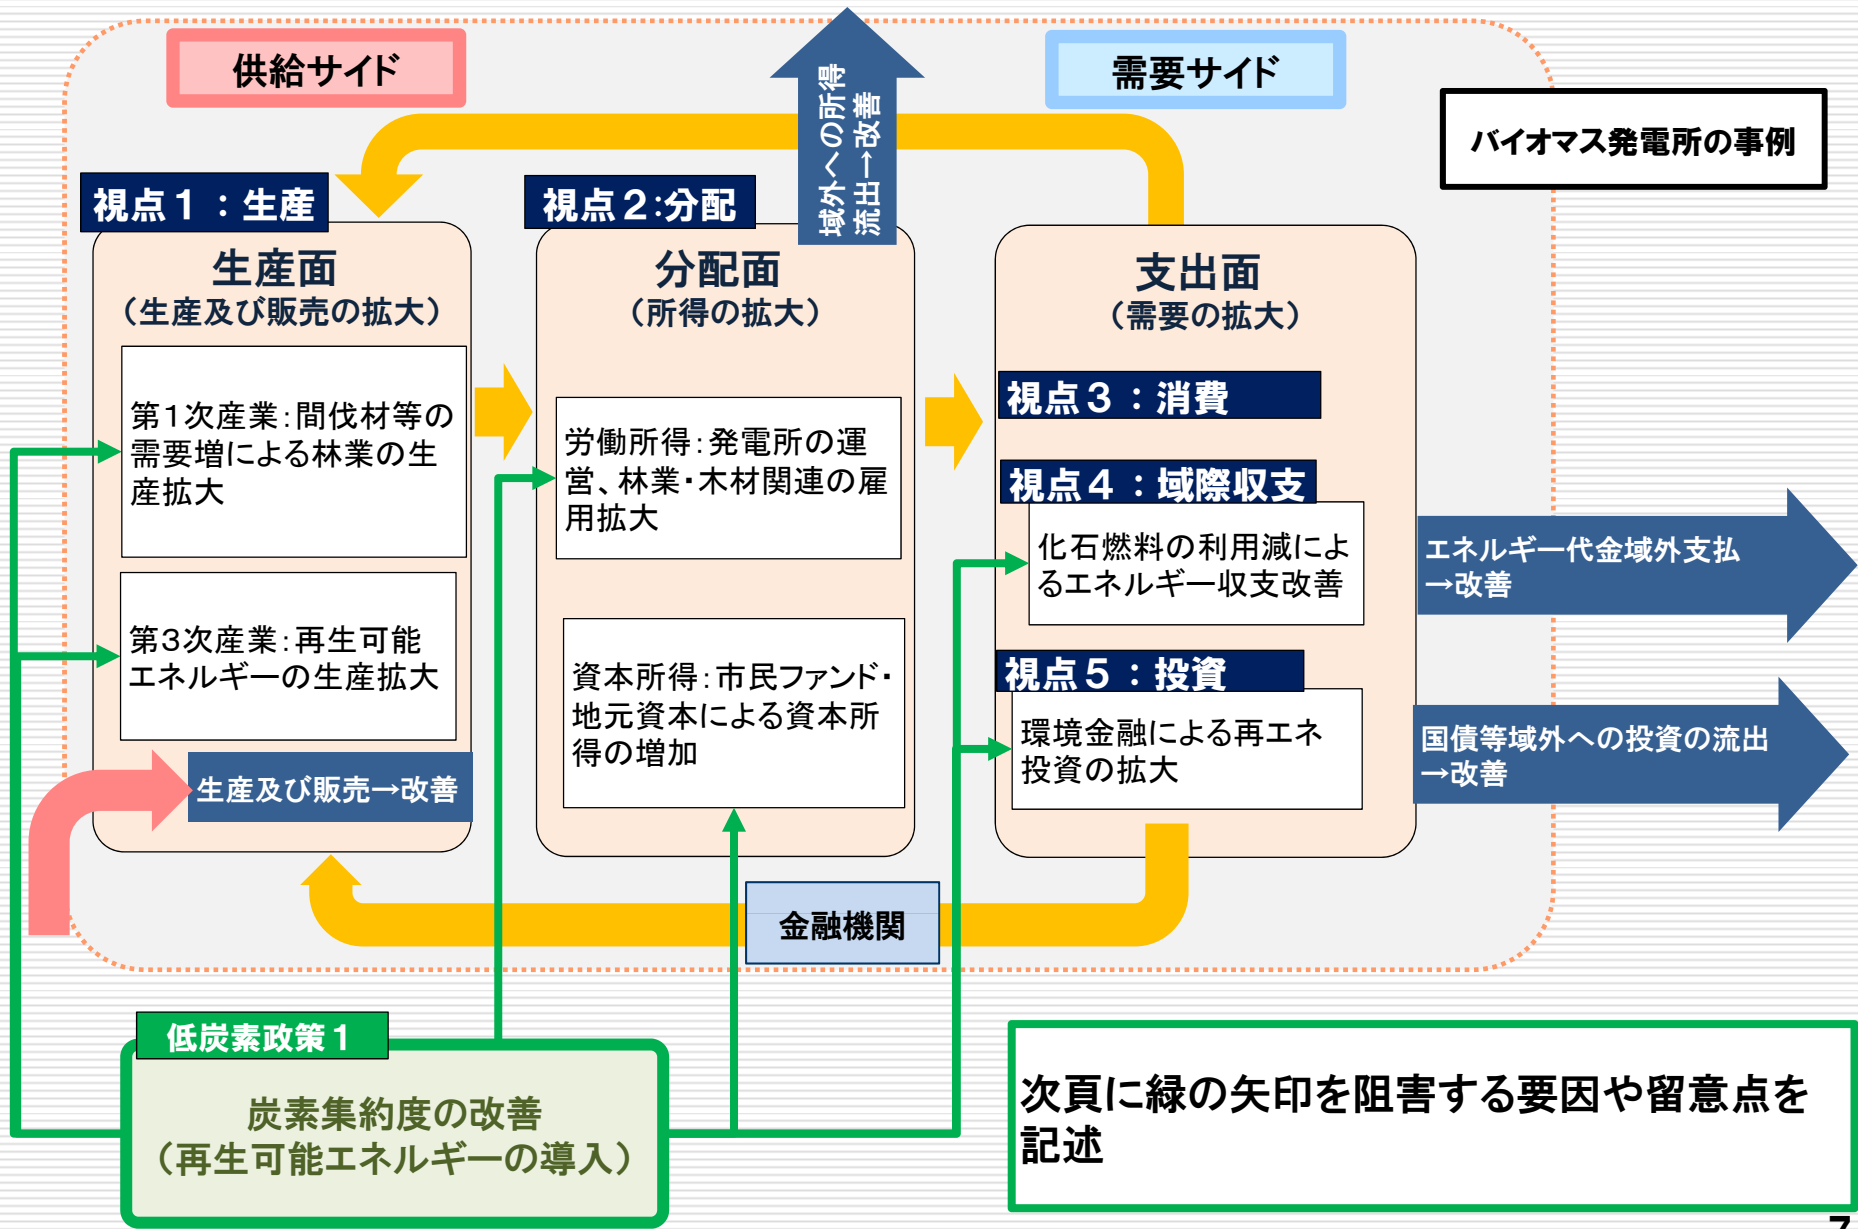 供給サイド
域外への所得
流出→改善
需要サイド
バイオマス発電所の事例
視点１：生産
生産面
（生産及び販売の拡大）
第1次産業：間伐材等の
需要増による林業の生
産拡大
第3次産業：再生可能
エネルギーの生産拡大
生産及び販売→改善
視点２：分配
分配面
（所得の拡大）
労働所得：発電所の運
営、林業・木材関連の雇
用拡大
資本所得：市民ファンド・
地元資本による資本所
得の増加
支出面
（需要の拡大）
視点３：消費
視点４：域際収支
化石燃料の利用減によ
るエネルギー収支改善
視点５：投資
環境金融による再エネ
投資の拡大
エネルギー代金域外支払
→改善
国債等域外への投資の流出
→改善
金融機関
低炭素政策１
炭素集約度の改善
（再生可能エネルギーの導入）
次頁に緑の矢印を阻害する要因や留意点を
記述